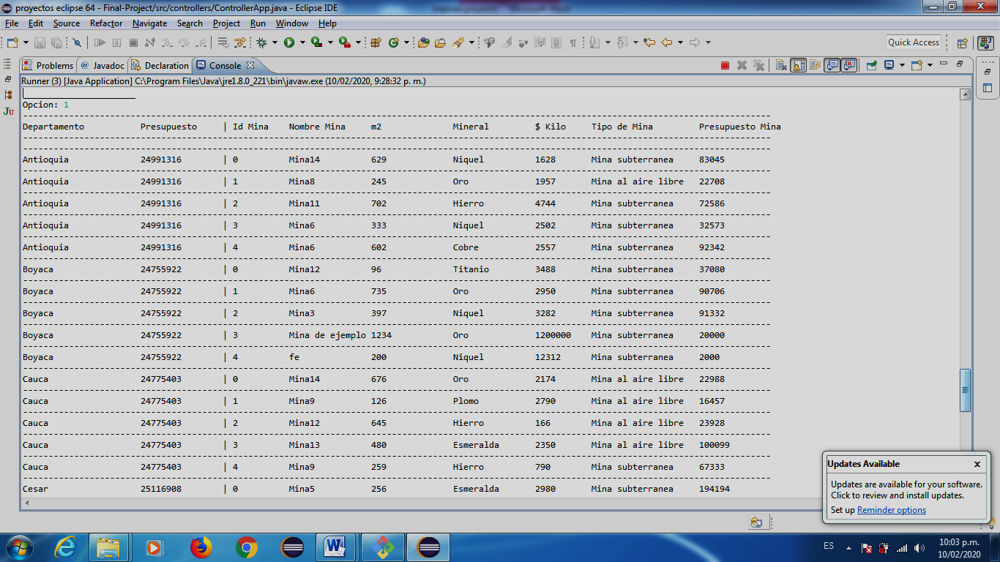 proyectos eclipse 64 - Final-Project/src/controllers/ControllerApp.java - Eclipse IDE
File Edit Source Refactor Navigate Search Project Run Window Help
Quick Access
Problems @ Javadoc Declaration Console
Runner (3) [Java Application] C:\Program Files\Java\jre1.8.0_221\bin\javaw.exe (10/02/2020, 9:28:32 p. m.)
Opcion: 1
Departamento Presupuesto | Id Mina Nombre Mina m2 Mineral $ Kilo Tipo de Mina Presupuesto Mina
Antioquia 24991316 | 0 Mina14 629 Niquel 1628 Mina subterranea 83045
Antioquia 24991316 | 1 Mina8 245 Oro 1957 Mina al aire libre 22708
Antioquia 24991316 | 2 Mina11 702 Hierro 4744 Mina subterranea 72586
Antioquia 24991316 | 3 Mina6 333 Niquel 2502 Mina subterranea 32573
Antioquia 24991316 | 4 Mina6 602 Cobre 2557 Mina subterranea 92342
Boyaca 24755922 | 0 Mina12 96 Titanio 3488 Mina subterranea 37080
Boyaca 24755922 | 1 Mina6 735 Oro 2950 Mina subterranea 90706
Boyaca 24755922 | 2 Mina3 397 Niquel 3282 Mina subterranea 91332
Boyaca 24755922 | 3 Mina de ejemplo 1234 Oro 1200000 Mina subterranea 20000
Boyaca 24755922 | 4 fe 200 Niquel 12312 Mina subterranea 2000
Cauca 24775403 | 0 Mina14 676 Oro 2174 Mina al aire libre 22988
Cauca 24775403 | 1 Mina9 126 Plomo 2790 Mina al aire libre 16457
Cauca 24775403 | 2 Mina12 645 Hierro 166 Mina al aire libre 23928
Cauca 24775403 | 3 Mina13 480 Esmeralda 2350 Mina al aire libre 100099
Cauca 24775403 | 4 Mina9 259 Hierro 790 Mina subterranea 67333
Cesar 25116908 | 0 Mina5 256 Esmeralda 2980 Mina subterranea 194194
Updates Available
Updates are available for your software.
Click to review and install updates.
Set up Reminder options
Ju
ES
10:03 p.m.
10/02/2020